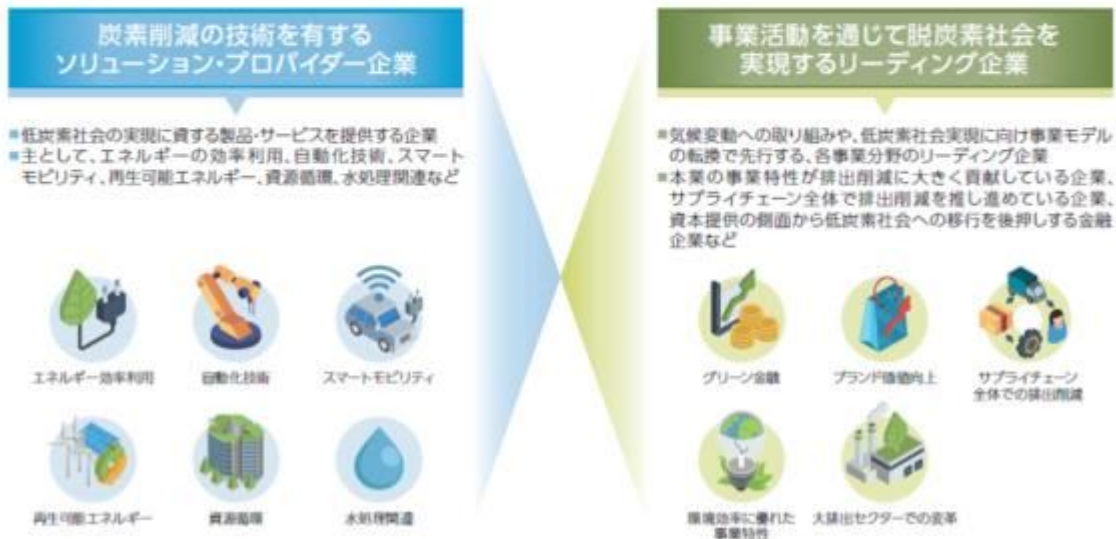 炭素削減の技術を有する
ソリューション・プロバイダー企業
■低炭素社会の実現に資する製品・サービスを提供する企業
■主として、エネルギーの効率利用、自動化技術、スマート
モビリティ、再生可能エネルギー、資源循環、水処理関連など
エネルギー効率利用
自動化技術
スマートモビリティ
再生可能エネルギー
資源循環
水処理関連
事業活動を通じて脱炭素社会を
実現するリーディング企業
■気候変動への取り組みや、低炭素社会実現に向け事業モデル
の転換で先行する、各事業分野のリーディング企業
■本業の事業特性が排出削減に大きく貢献している企業、
サプライチェーン全体で排出削減を推し進めている企業、
資本提供の側面から低炭素社会への移行を後押しする金融
企業など
グリーン金融
ブランド価値向上
サプライチェーン
全体での排出削減
環境効率に優れた
事業特性
大排出セクターでの変革